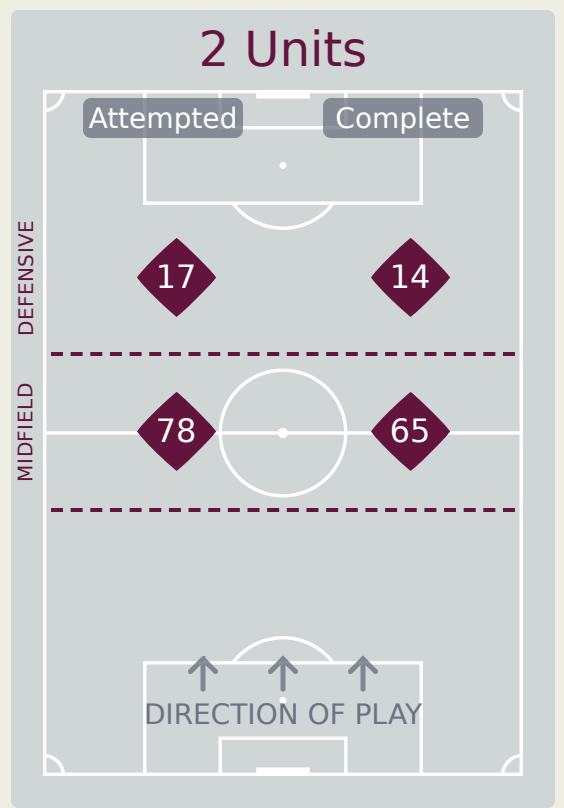 2 Units
Attempted Complete
DEFENSIVE
17 14
MIDFIELD
78 65
DIRECTION OF PLAY